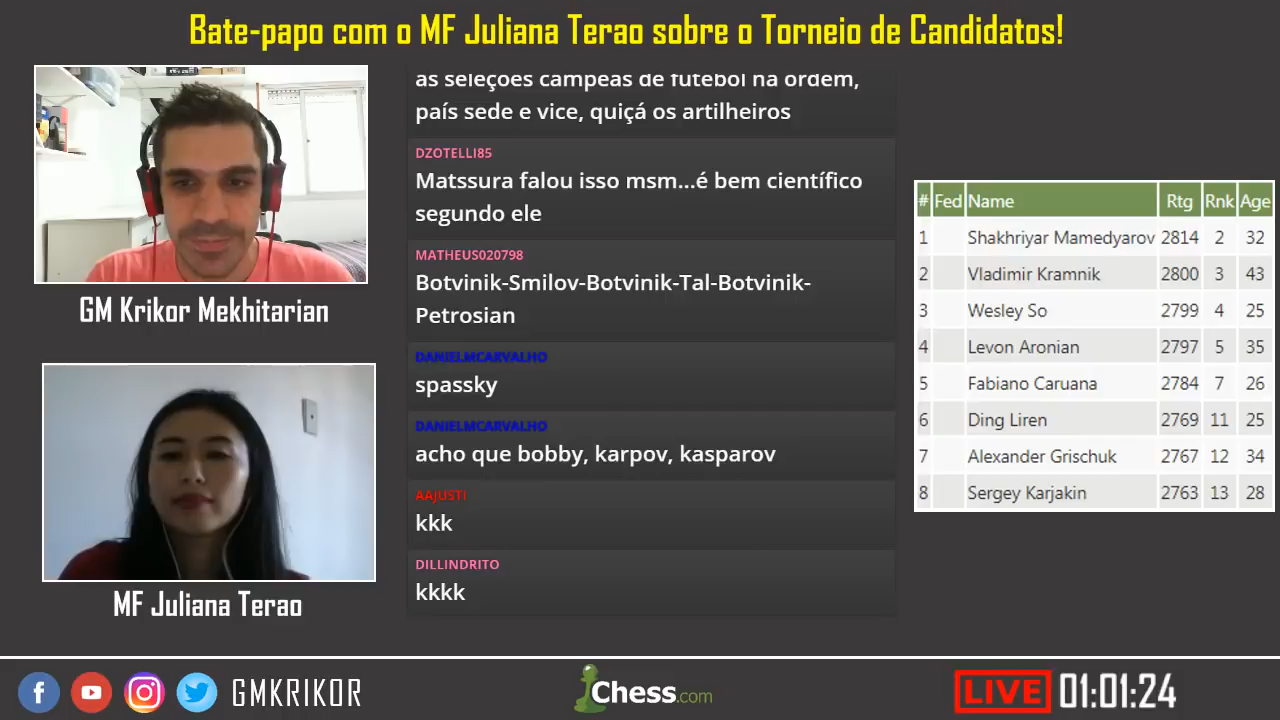 Bate-papo com o MF Juliana Terao sobre o Torneio de Candidatos!
GM Krikor Mekhitarian
MF Juliana Terao
as seleções campeas de futebol na ordem,
país sede e vice, quiçá os artilheiros
DZOTELLI85
Matssura falou isso msm...é bem científico
segundo ele
MATHEUS020798
Botvinik-Smilov-Botvinik-Tal-Botvinik-
Petrosian
DANIELMCARVALHO
spassky
DANIELMCARVALHO
acho que bobby, karpov, kasparov
AAJUSTI
kkk
DILLINDRITO
kkkk
# Fed Name Rtg Rnk Age
1 Shakhriyar Mamedyarov 2814 2 32
2 Vladimir Kramnik 2800 3 43
3 Wesley So 2799 4 25
4 Levon Aronian 2797 5 35
5 Fabiano Caruana 2784 7 26
6 Ding Liren 2769 11 25
7 Alexander Grischuk 2767 12 34
8 Sergey Karjakin 2763 13 28
GMKRIKOR
Chess.com
LIVE 01:01:24